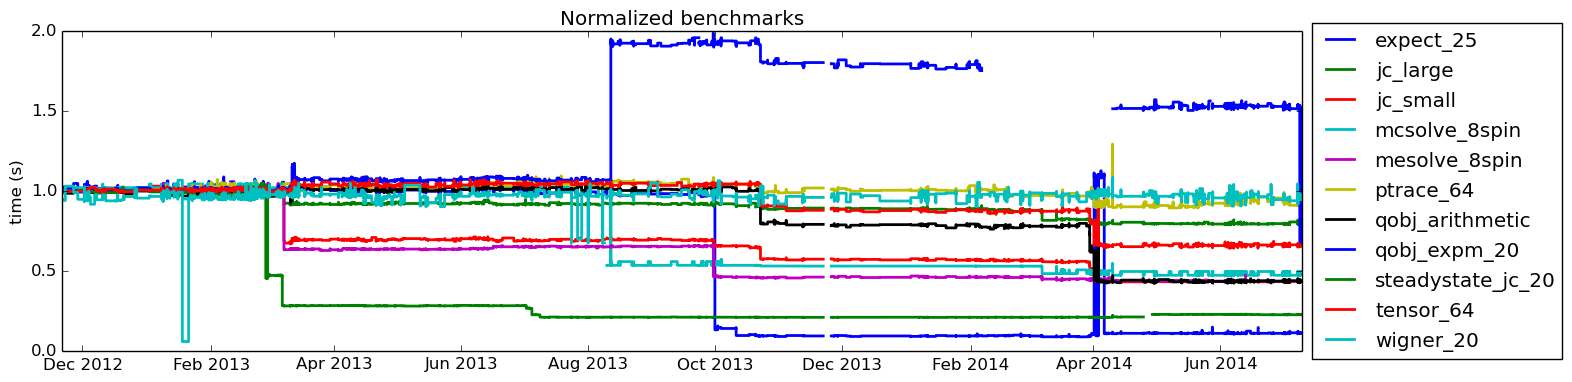 Normalized benchmarks
time (s)
2.0
1.5
1.0
0.5
0.0
Dec 2012 Feb 2013 Apr 2013 Jun 2013 Aug 2013 Oct 2013 Dec 2013 Feb 2014 Apr 2014 Jun 2014
expect_25
jc_large
jc_small
mcsolve_8spin
mesolve_8spin
ptrace_64
qobj_arithmetic
qobj_expm_20
steadystate_jc_20
tensor_64
wigner_20